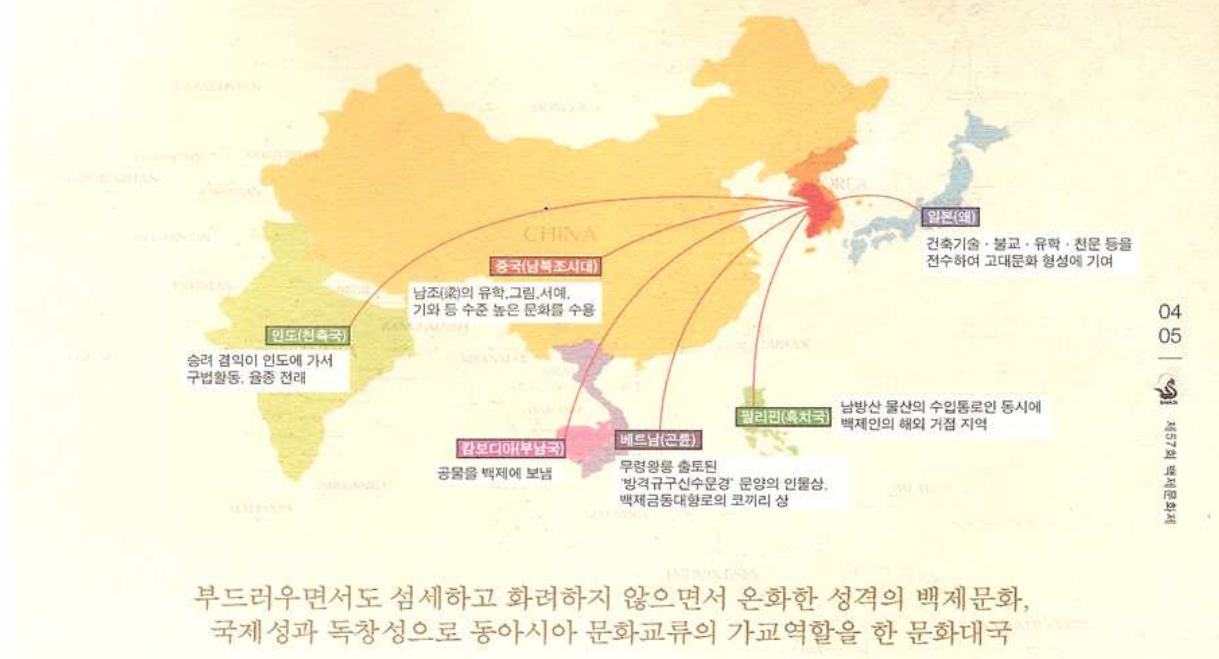 CHINA
KOREA
일본(왜)
건축기술 · 불교 · 유학 · 천문 등을
전수하여 고대문화 형성에 기여
중국(남북조시대)
남조(梁)의 유학,그림,서예,
기와 등 수준 높은 문화를 수용
인도(천축국)
승려 겸익이 인도에 가서
구법활동, 율종 전래
필리핀(흑치국)
남방산 물산의 수입통로인 동시에
백제인의 해외 거점 지역
캄보디아(부남국)
공물을 백제에 보냄
베트남(곤륜)
무령왕릉 출토된
'방격규구신수문경' 문양의 인물상,
백제금동대향로의 코끼리 상
04
05
제57회 백제문화제
부드러우면서도 섬세하고 화려하지 않으면서 온화한 성격의 백제문화,
국제성과 독창성으로 동아시아 문화교류의 가교역할을 한 문화대국